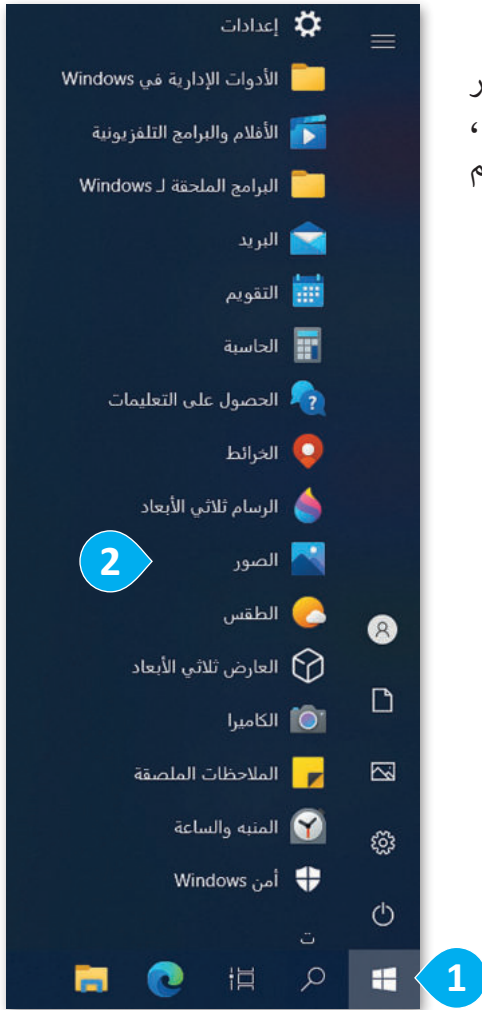 إعدادات
الأدوات الإدارية في Windows
الأفلام والبرامج التلفزيونية
البرامج الملحقة لـ Windows
البريد
التقويم
الحاسبة
الحصول على التعليمات
الخرائط
الرسام ثلاثي الأبعاد
الصور
2
الطقس
العارض ثلاثي الأبعاد
الكاميرا
الملاحظات الملصقة
المنبه والساعة
أمن Windows
ت
1
ر
،
م